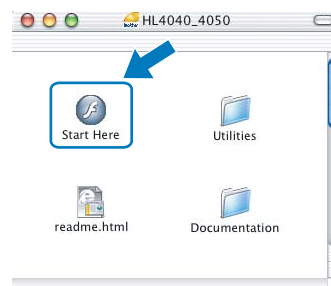 HL4040_4050
Start Here
Utilities
readme.html
Documentation